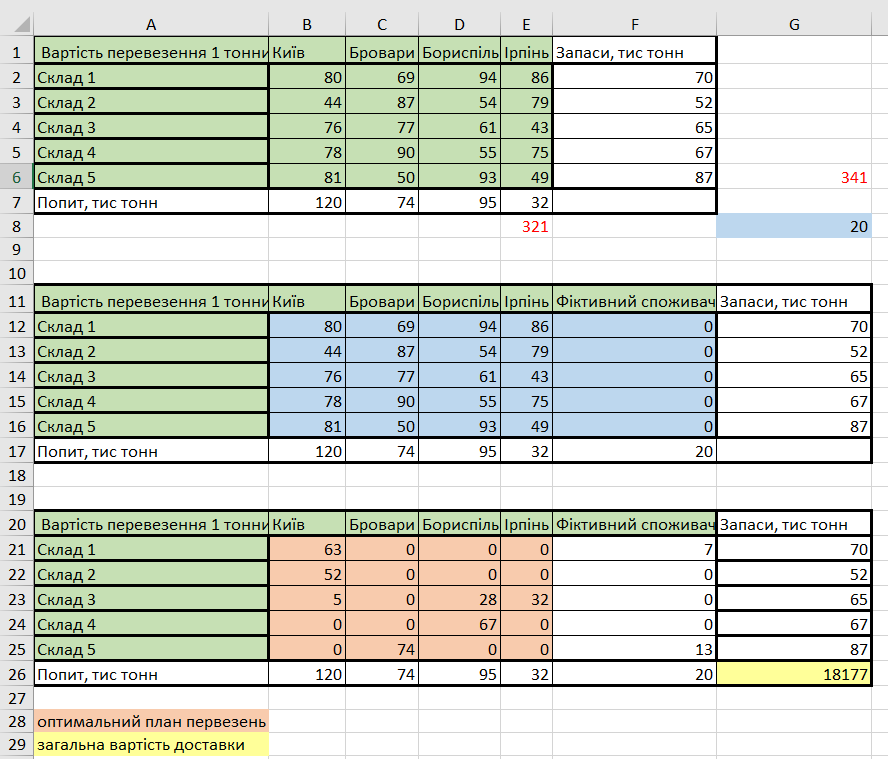 A B C D E F G
1 Вартість перевезення 1 тонни Київ Бровари Бориспіль Ірпінь Запаси, тис тонн
2 Склад 1 80 69 94 86 70
3 Склад 2 44 87 54 79 52
4 Склад 3 76 77 61 43 65
5 Склад 4 78 90 55 75 67
6 Склад 5 81 50 93 49 87 341
7 Попит, тис тонн 120 74 95 32
8 321 20
9
10
11 Вартість перевезення 1 тонни Київ Бровари Бориспіль Ірпінь Фіктивний споживач Запаси, тис тонн
12 Склад 1 80 69 94 86 0 70
13 Склад 2 44 87 54 79 0 52
14 Склад 3 76 77 61 43 0 65
15 Склад 4 78 90 55 75 0 67
16 Склад 5 81 50 93 49 0 87
17 Попит, тис тонн 120 74 95 32 20
18
19
20 Вартість перевезення 1 тонни Київ Бровари Бориспіль Ірпінь Фіктивний споживач Запаси, тис тонн
21 Склад 1 63 0 0 0 7 70
22 Склад 2 52 0 0 0 0 52
23 Склад 3 5 0 28 32 0 65
24 Склад 4 0 0 67 0 0 67
25 Склад 5 0 74 0 0 13 87
26 Попит, тис тонн 120 74 95 32 20 18177
27
28 оптимальний план первезень
29 загальна вартість доставки